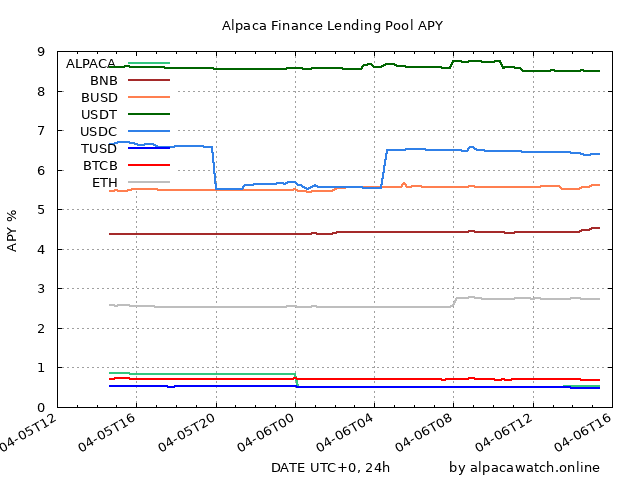 Alpaca Finance Lending Pool APY
APY %
9
8
7
6
5
4
3
2
1
0
ALPACA
BNB
BUSD
USDT
USDC
TUSD
BTCB
ETH
04-05T12
04-05T16
04-05T20
04-06T00
04-06T04
04-06T08
04-06T12
04-06T16
DATE UTC+0, 24h
by alpacawatch.online